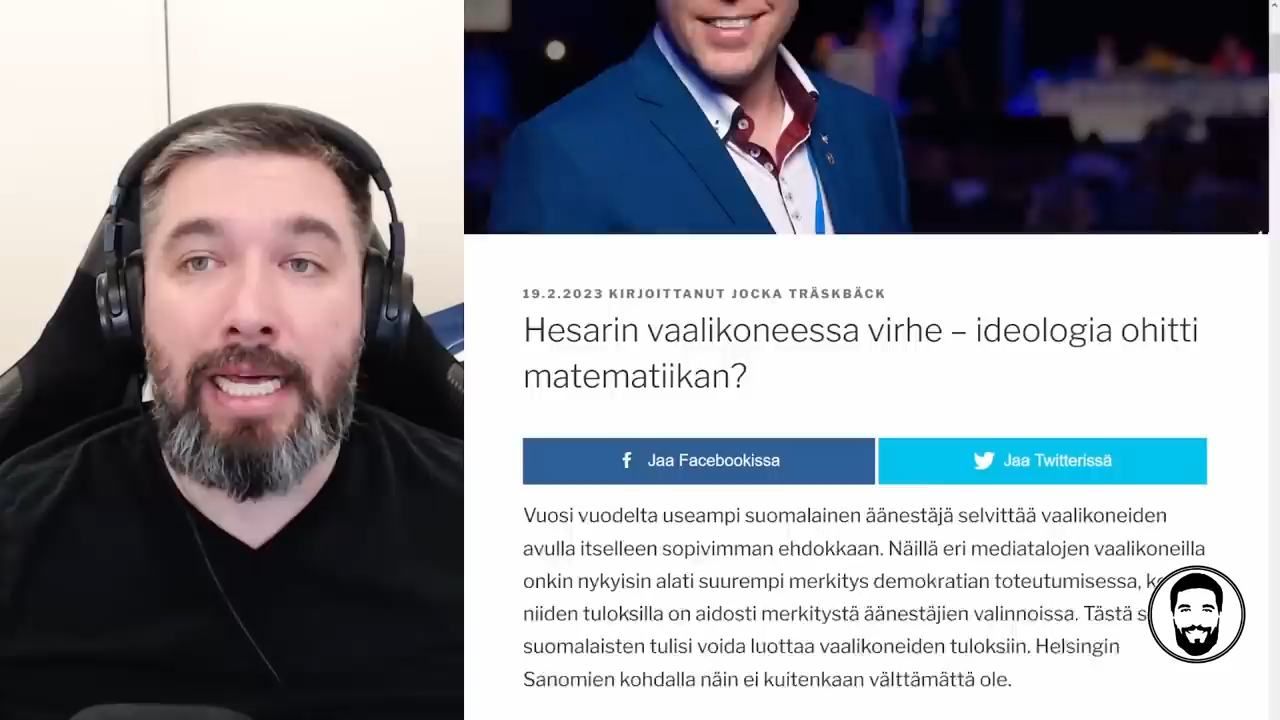 19.2.2023 KIRJOITTANUT JOCKA TRÄSKBÄCK
Hesarin vaalikoneessa virhe – ideologia ohitti
matematiikan?
Jaa Facebookissa
Jaa Twitterissä
Vuosi vuodelta useampi suomalainen äänestäjä selvittää vaalikoneiden
avulla itselleen sopivimman ehdokkaan. Näillä eri mediatalojen vaalikoneilla
onkin nykyisin alati suurempi merkitys demokratian toteutumisessa,
niiden tuloksilla on aidosti merkitystä äänestäjien valinnoissa. Tästä
suomalaisten tulisi voida luottaa vaalikoneiden tuloksiin. Helsingin
Sanomien kohdalla näin ei kuitenkaan välttämättä ole.